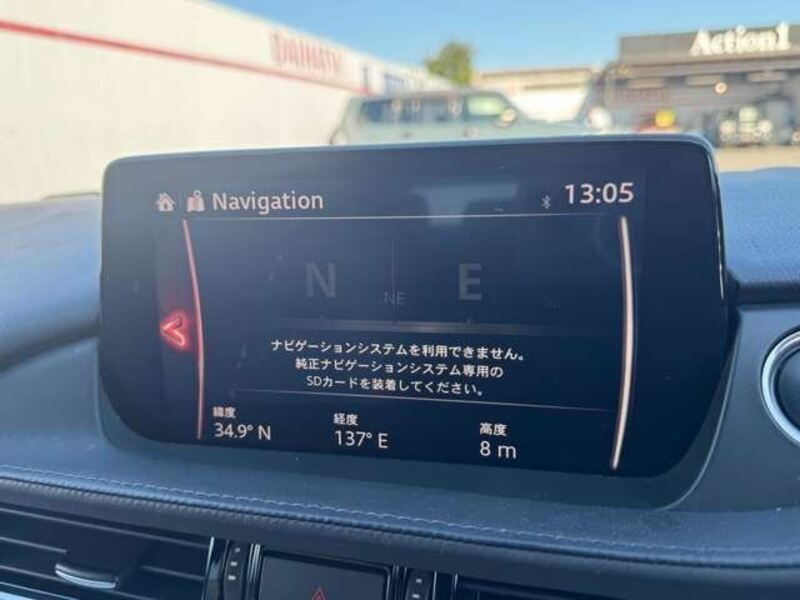 DAIHATSU
Action1
Navigation
13:05
N
NE
E
ナビゲーションシステムを利用できません。
純正ナビゲーションシステム専用の
SDカードを装着してください。
緯度
経度
高度
34.9° N
137° E
8 m